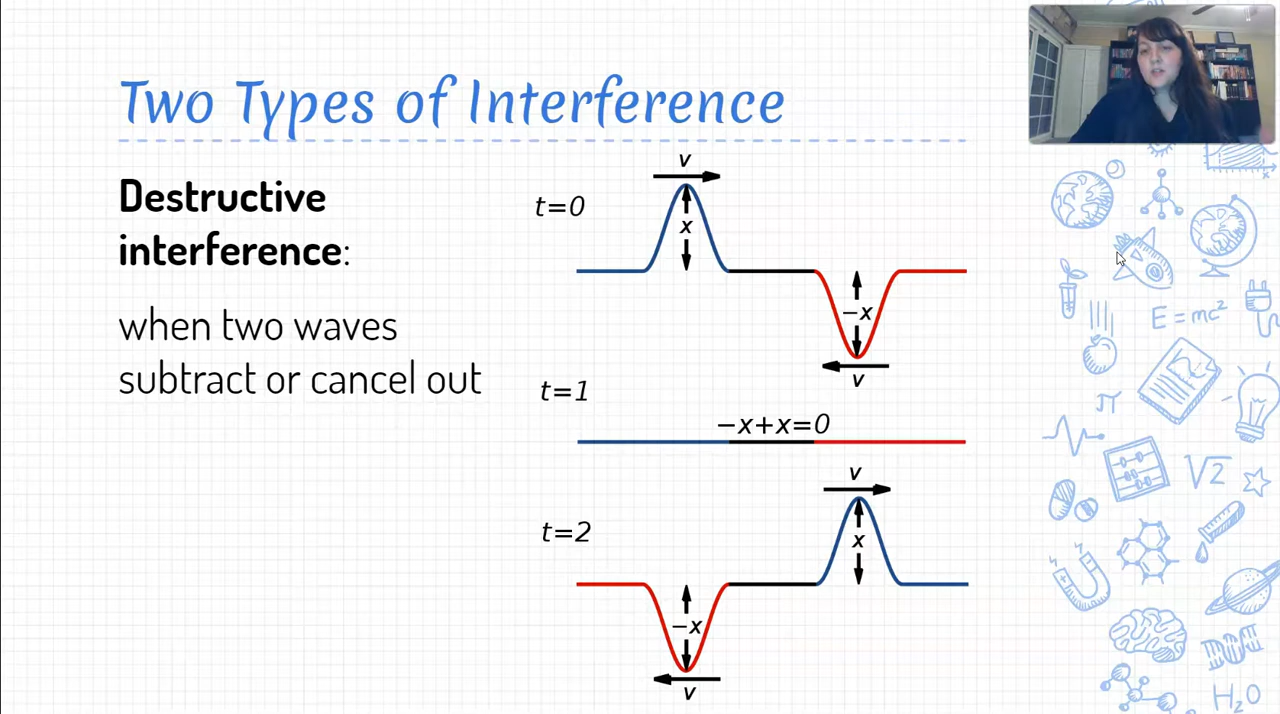 Two Types of Interference
Destructive
interference:
when two waves
subtract or cancel out
v
t=0
x
−x
v
t=1
−x+x=0
v
t=2
x
−x
v
E = mc²
π
√2
H₂O